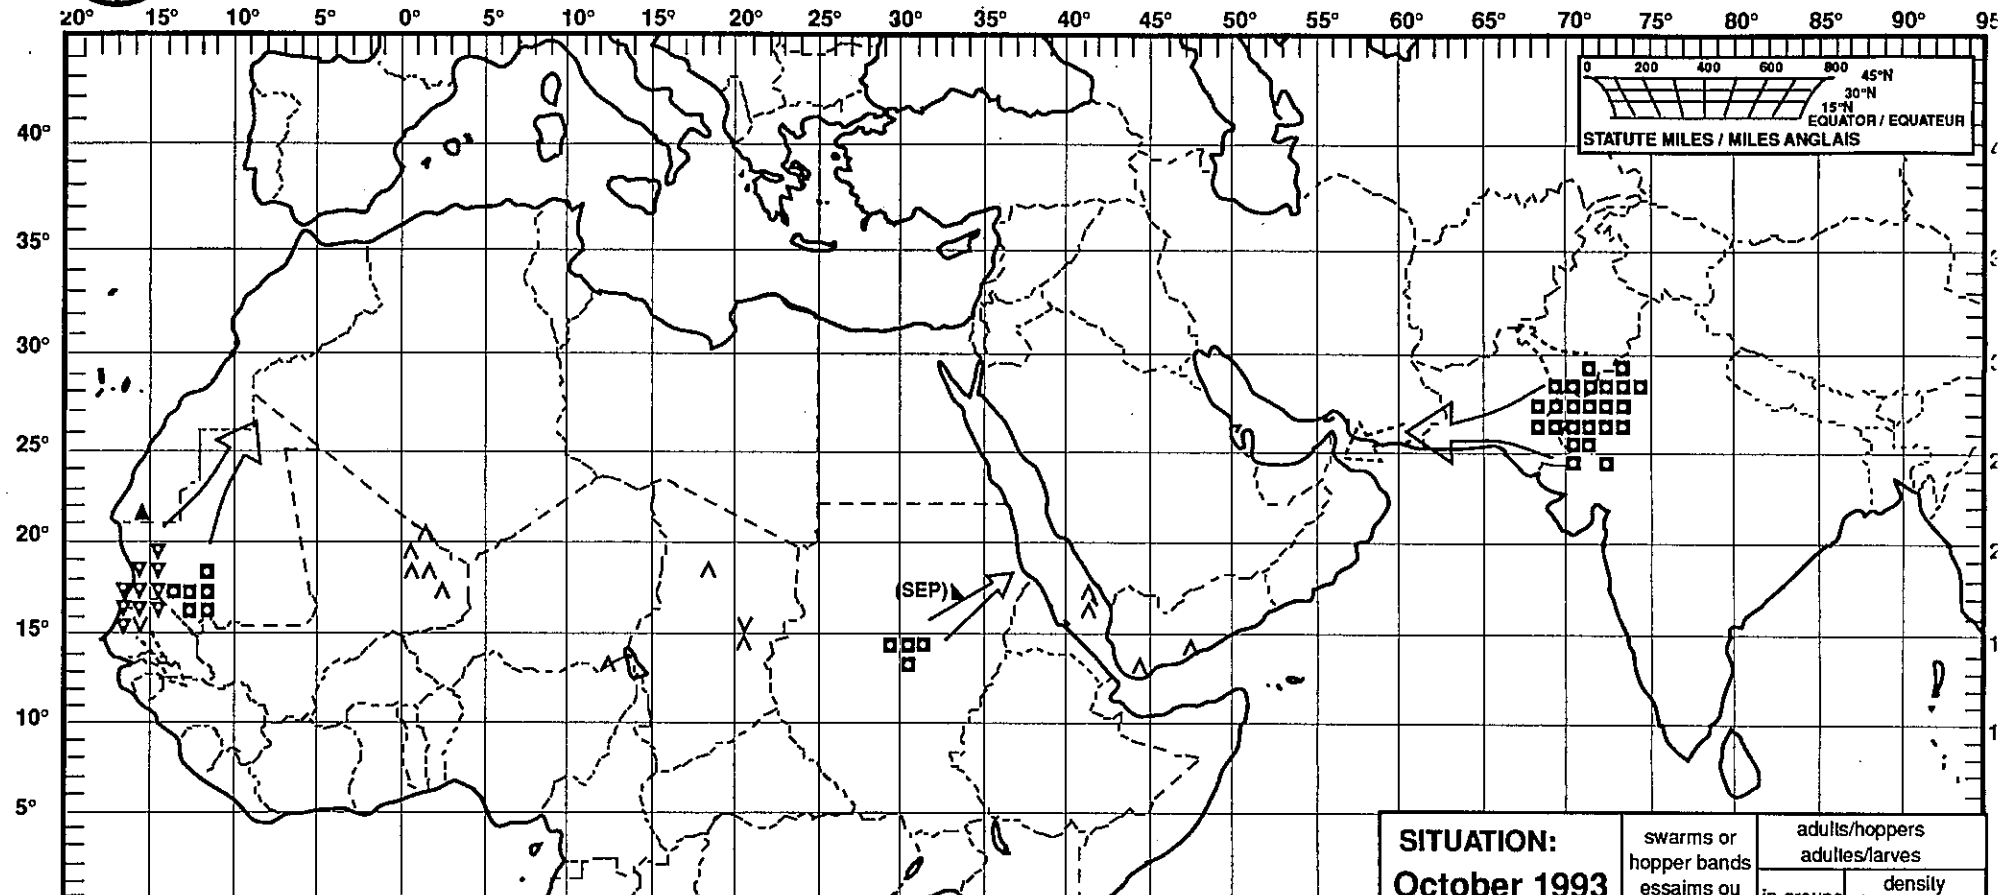 20° 15° 10° 5° 0° 5° 10° 15° 20° 25° 30° 35° 40° 45° 50° 55° 60° 65° 70° 75° 80° 85° 90° 95
0 200 400 600 800
45°N
30°N
15°N
EQUATOR / EQUATEUR
STATUTE MILES / MILES ANGLAIS
40°
35°
30°
25°
20°
(SEP)
15°
10°
5°
SITUATION:
October 1993
swarms or
hopper bands
essaims ou
adults/hoppers
adultes/larves
in groups
density